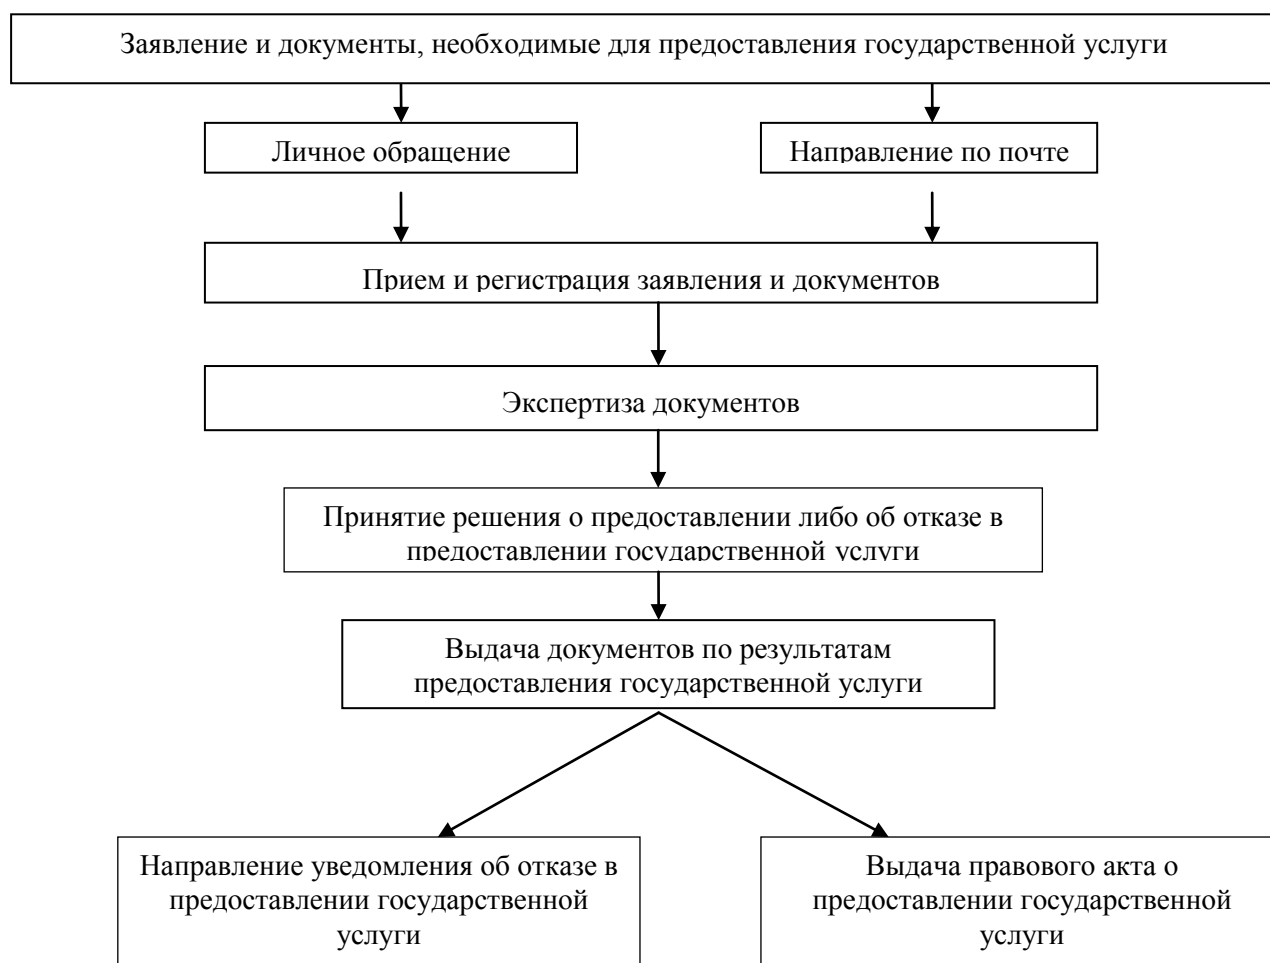 Заявление и документы, необходимые для предоставления государственной услуги
Личное обращение
Направление по почте
Прием и регистрация заявления и документов
Экспертиза документов
Принятие решения о предоставлении либо об отказе в
предоставлении государственной услуги
Выдача документов по результатам
предоставления государственной услуги
Направление уведомления об отказе в
предоставлении государственной
услуги
Выдача правового акта о
предоставлении государственной
услуги